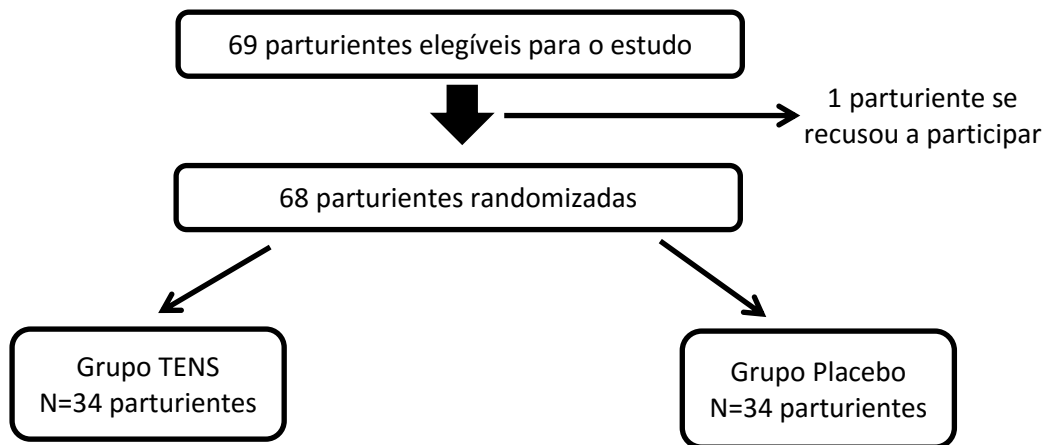 69 parturientes elegíveis para o estudo
1 parturiente se
recusou a participar
68 parturientes randomizadas
Grupo TENS
N=34 parturientes
Grupo Placebo
N=34 parturientes